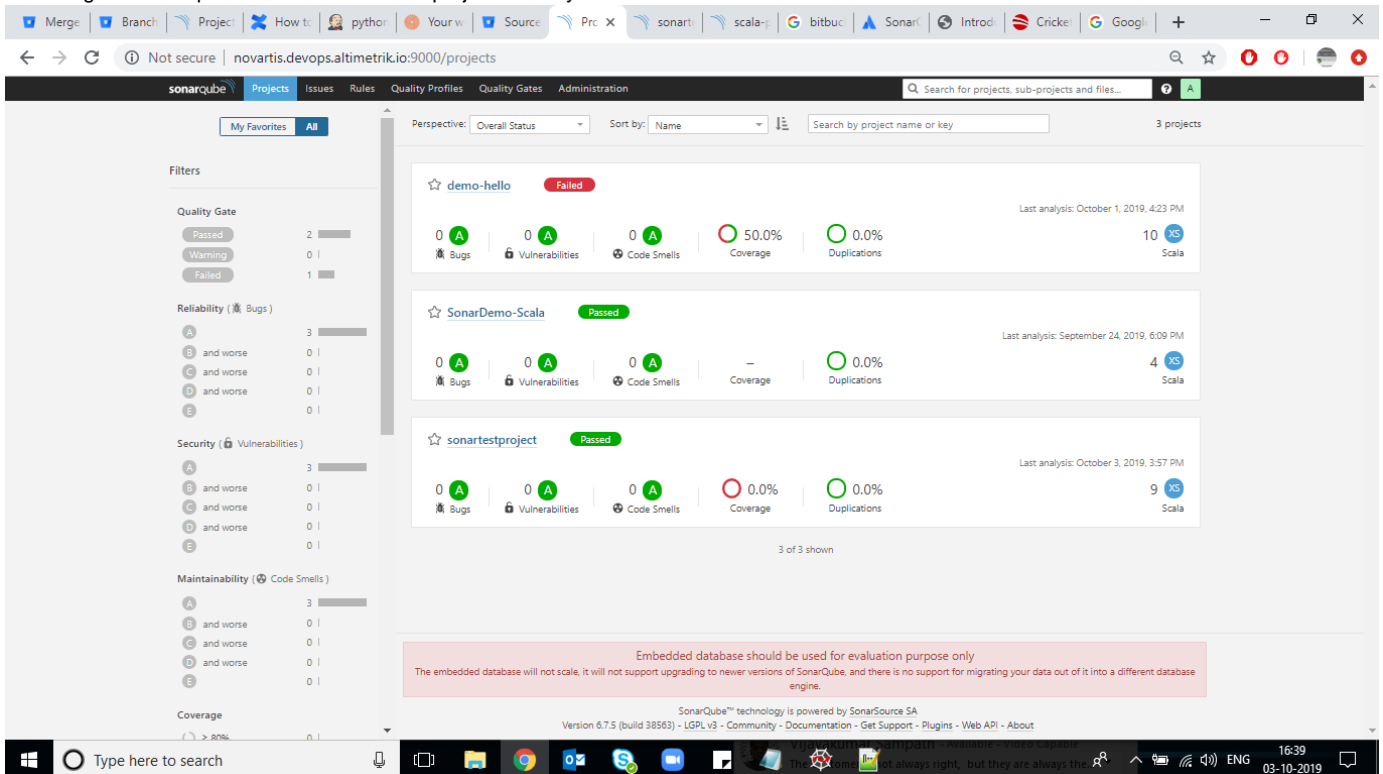 Merge
Branch
Project
How to
python
Your w
Source
Prc
sonart
scala-p
bitbuc
SonarQ
Introd
Cricket
Google
Not secure | novartis.devops.altimetrik.io:9000/projects
sonarqube Projects Issues Rules Quality Profiles Quality Gates Administration
Search for projects, sub-projects and files...
A
My Favorites All
Perspective: Overall Status Sort by: Name Search by project name or key 3 projects
Filters
Quality Gate
Passed 2
Warning 0
Failed 1
Reliability ( Bugs )
A 3
B and worse 0
C and worse 0
D and worse 0
E 0
Security ( Vulnerabilities )
A 3
B and worse 0
C and worse 0
D and worse 0
E 0
Maintainability ( Code Smells )
A 3
B and worse 0
C and worse 0
D and worse 0
E 0
Coverage
≥ 80% 0
demo-hello Failed
Last analysis: October 1, 2019, 4:23 PM
0 A 0 A 0 A 50.0% 0.0% 10 XS
Bugs Vulnerabilities Code Smells Coverage Duplications Scala
SonarDemo-Scala Passed
Last analysis: September 24, 2019, 6:09 PM
0 A 0 A 0 A – 0.0% 4 XS
Bugs Vulnerabilities Code Smells Coverage Duplications Scala
sonartestproject Passed
Last analysis: October 3, 2019, 3:57 PM
0 A 0 A 0 A 0.0% 0.0% 9 XS
Bugs Vulnerabilities Code Smells Coverage Duplications Scala
3 of 3 shown
Embedded database should be used for evaluation purpose only
The embedded database will not scale, it will not support upgrading to newer versions of SonarQube, and there is no support for migrating your data out of it into a different database
engine.
SonarQube™ technology is powered by SonarSource SA
Version 6.7.5 (build 38563) - LGPL v3 - Community - Documentation - Get Support - Plugins - Web API - About
Type here to search
Vijayakumar Sampath - Available - Video Capable
ENG
16:39
03-10-2019